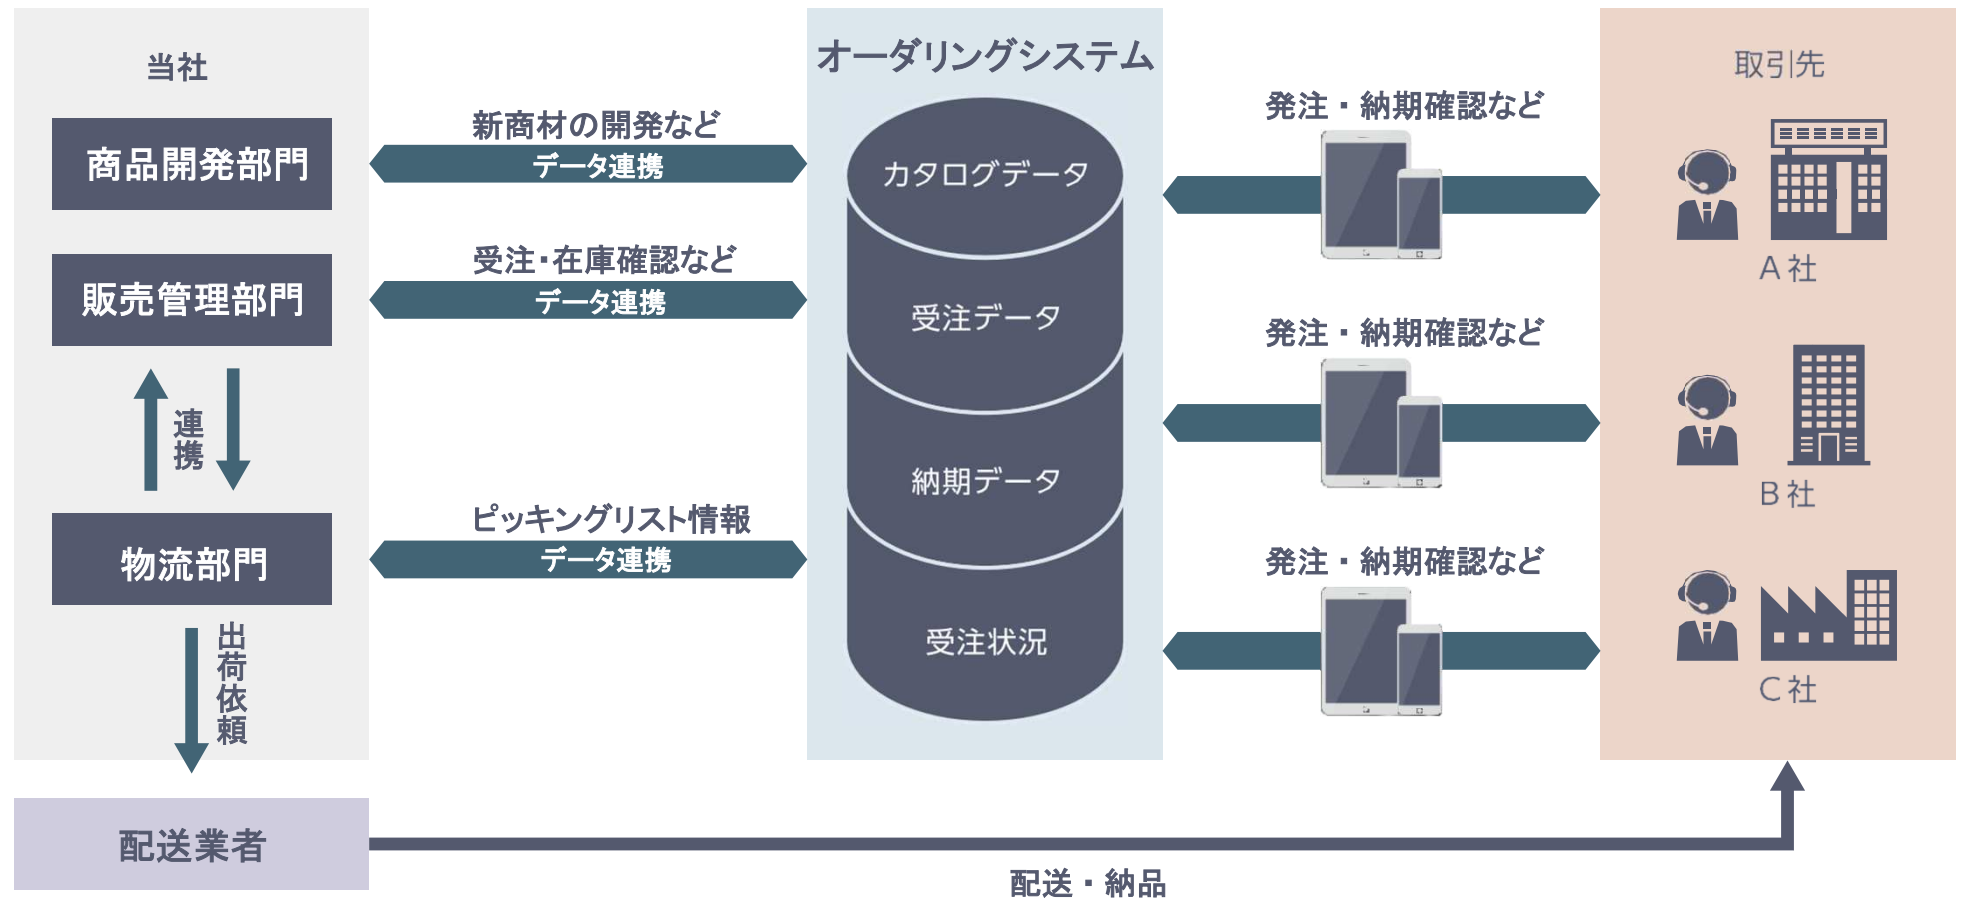 当社
商品開発部門
販売管理部門
連携
物流部門
出荷依頼
配送業者
新商材の開発など
データ連携
受注・在庫確認など
データ連携
ピッキングリスト情報
データ連携
オーダリングシステム
カタログデータ
受注データ
納期データ
受注状況
発注・納期確認など
発注・納期確認など
発注・納期確認など
取引先
A社
B社
C社
配送・納品